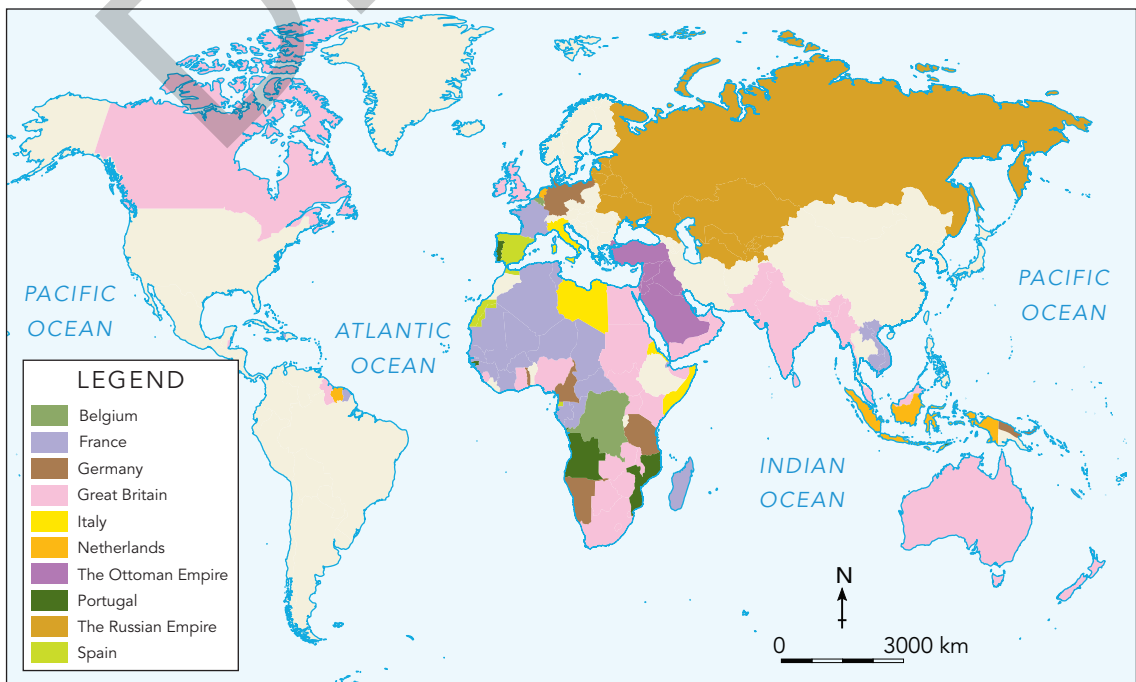 PACIFIC
OCEAN
ATLANTIC
OCEAN
PACIFIC
OCEAN
INDIAN
OCEAN
LEGEND
Belgium
France
Germany
Great Britain
Italy
Netherlands
The Ottoman Empire
Portugal
The Russian Empire
Spain
N
0 3000 km